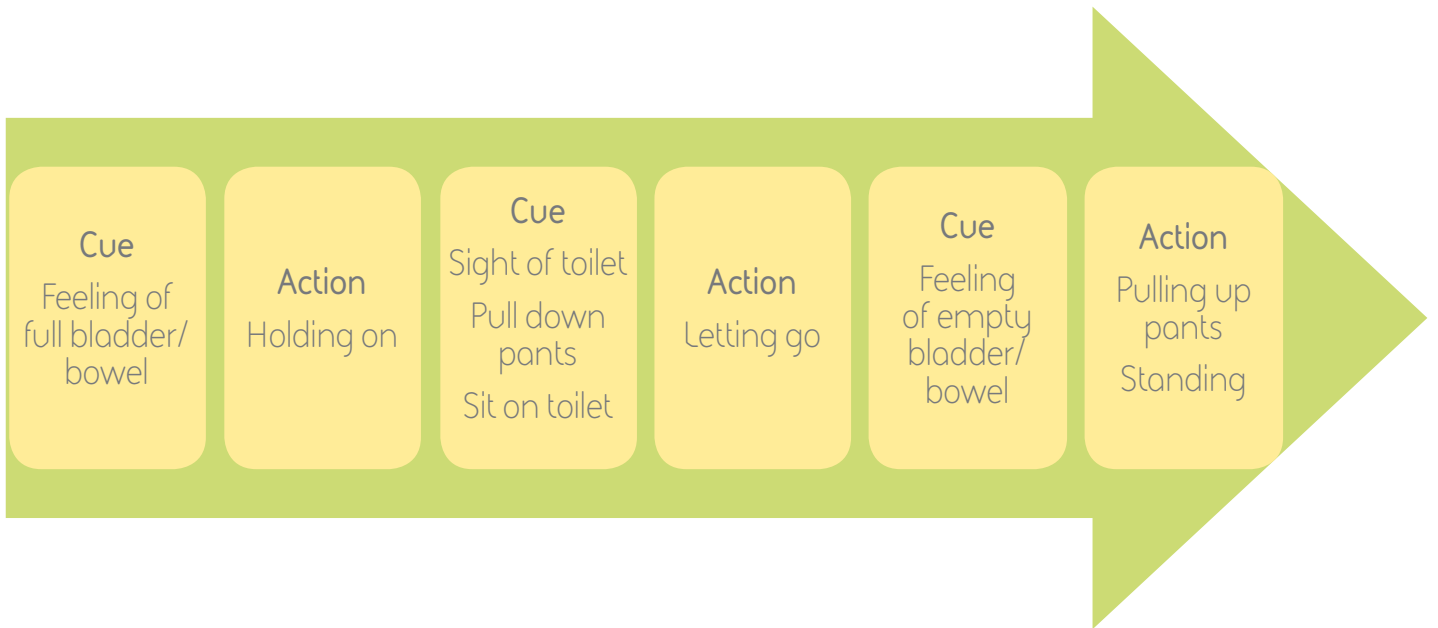 Cue
Feeling of
full bladder/
bowel
Action
Holding on
Cue
Sight of toilet
Pull down
pants
Sit on toilet
Action
Letting go
Cue
Feeling
of empty
bladder/
bowel
Action
Pulling up
pants
Standing